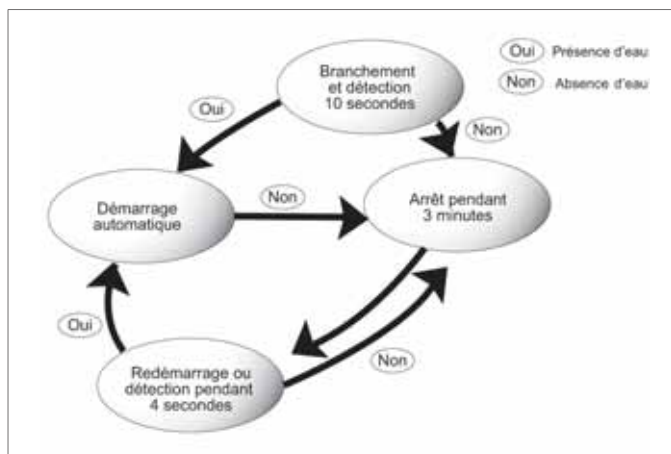 Oui Présence d'eau
Non Absence d'eau
Branchement
et détection
10 secondes
Oui
Non
Démarrage
automatique
Non
Arrêt pendant
3 minutes
Oui
Non
Redémarrage ou
détection pendant
4 secondes